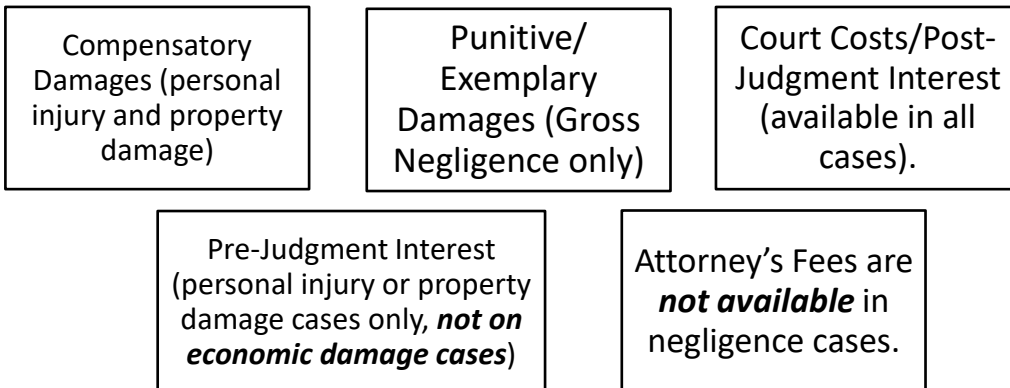 Compensatory
Damages (personal
injury and property
damage)
Punitive/
Exemplary
Damages (Gross
Negligence only)
Court Costs/Post-
Judgment Interest
(available in all
cases).
Pre-Judgment Interest
(personal injury or property
damage cases only, not on
economic damage cases)
Attorney’s Fees are
not available in
negligence cases.